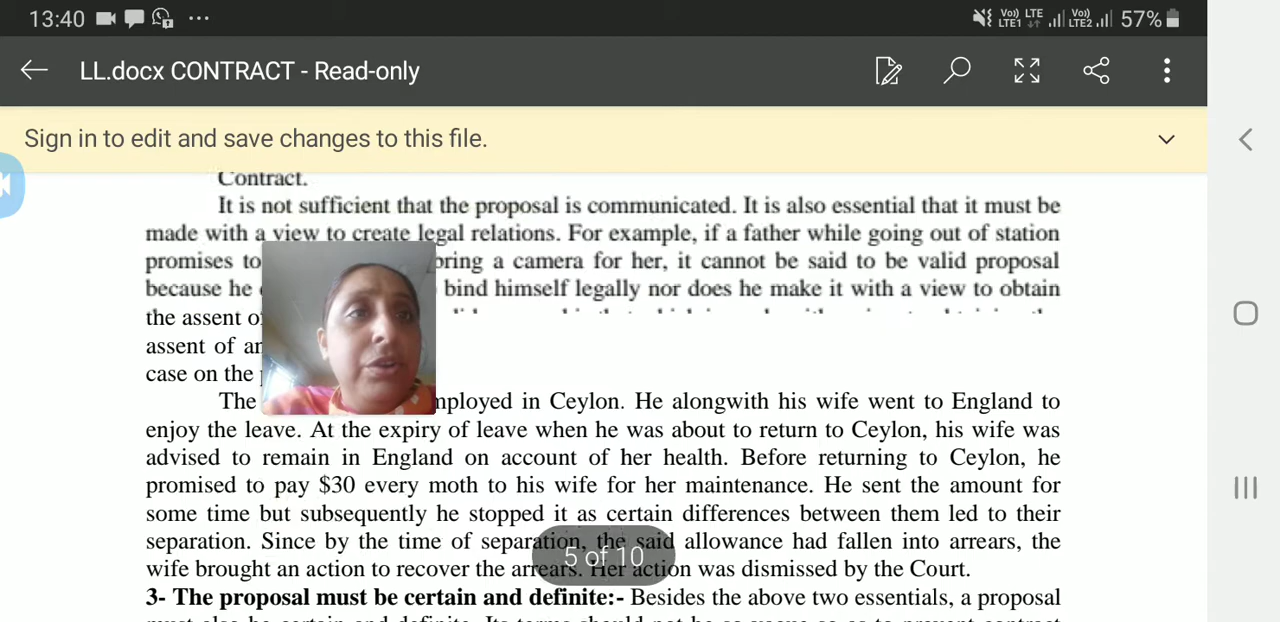 13:40 ... Vo)) LTE1 LTE Vo)) LTE2 57%
LL.docx CONTRACT - Read-only
Sign in to edit and save changes to this file.
Contract.
It is not sufficient that the proposal is communicated. It is also essential that it must be
made with a view to create legal relations. For example, if a father while going out of station
promises to bring a camera for her, it cannot be said to be valid proposal
because he bind himself legally nor does he make it with a view to obtain
the assent
assent of
case on the
The employed in Ceylon. He alongwith his wife went to England to
enjoy the leave. At the expiry of leave when he was about to return to Ceylon, his wife was
advised to remain in England on account of her health. Before returning to Ceylon, he
promised to pay $30 every moth to his wife for her maintenance. He sent the amount for
some time but subsequently he stopped it as certain differences between them led to their
separation. Since by the time of separation, the said allowance had fallen into arrears, the
5 of 10
wife brought an action to recover the arrears. Her action was dismissed by the Court.
3- The proposal must be certain and definite:- Besides the above two essentials, a proposal